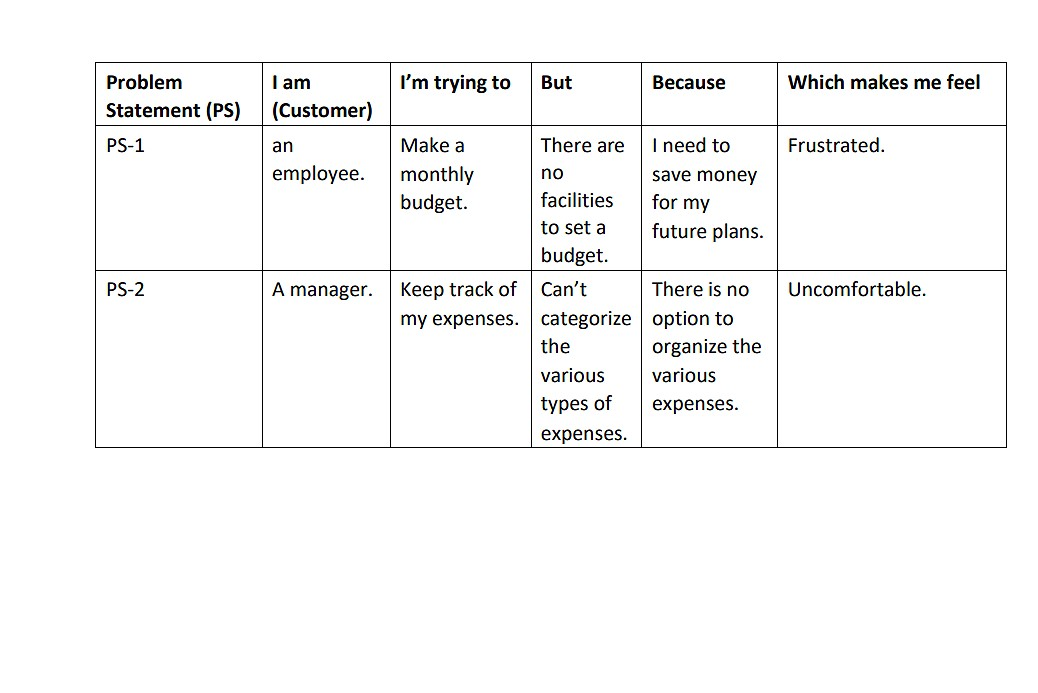 Problem
Statement (PS)
I am
(Customer)
I’m trying to
But
Because
Which makes me feel
PS-1
an
employee.
Make a
monthly
budget.
There are
no
facilities
to set a
budget.
I need to
save money
for my
future plans.
Frustrated.
PS-2
A manager.
Keep track of
my expenses.
Can’t
categorize
the
various
types of
expenses.
There is no
option to
organize the
various
expenses.
Uncomfortable.